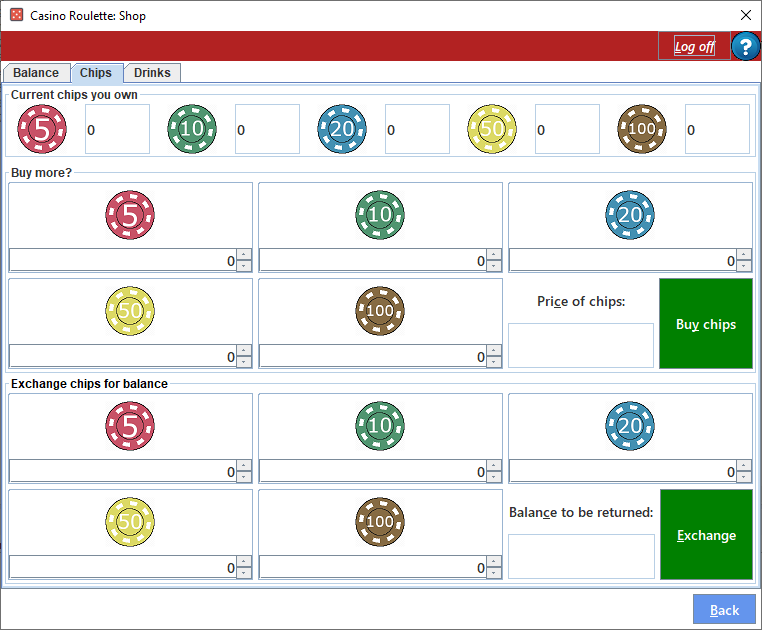 Casino Roulette: Shop
Log off
?
Balance Chips Drinks
Current chips you own
5 0 10 0 20 0 50 0 100 0
Buy more?
5 10 20
0 0 0
50 100
Price of chips:
Buy chips
0 0
Exchange chips for balance
5 10 20
0 0 0
50 100
Balance to be returned:
Exchange
0 0
Back